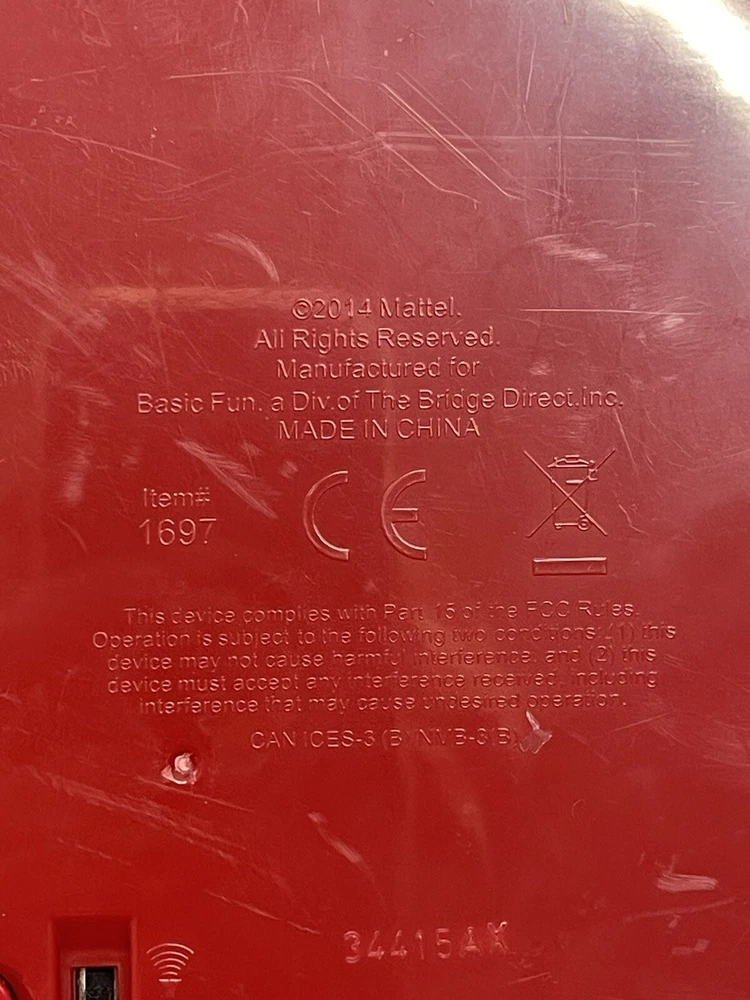 ©2014 Mattel.
All Rights Reserved.
Manufactured for
Basic Fun, a Div.of The Bridge Direct,Inc.
MADE IN CHINA
Item#
1697
CE
This device complies with Part 15 of the FCC Rules.
Operation is subject to the following two conditions: (1) this
device may not cause harmful interference, and (2) this
device must accept any interference received, including
interference that may cause undesired operation.
CAN ICES-3 (B)/NMB-3(B)
34415AX